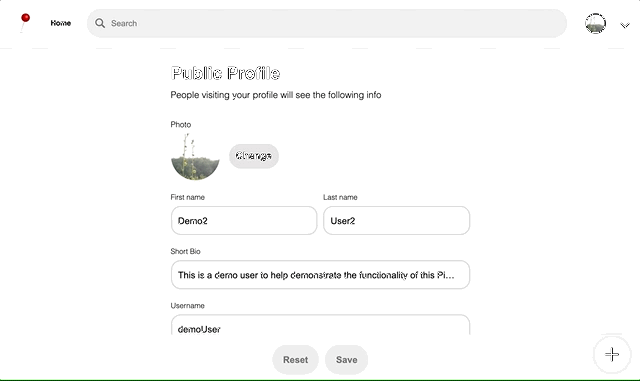 Home
Search
Public Profile
People visiting your profile will see the following info
Photo
Change
First name
Last name
Demo2
User2
Short Bio
This is a demo user to help demonstrate the functionality of this Pi...
Username
demoUser
Reset
Save